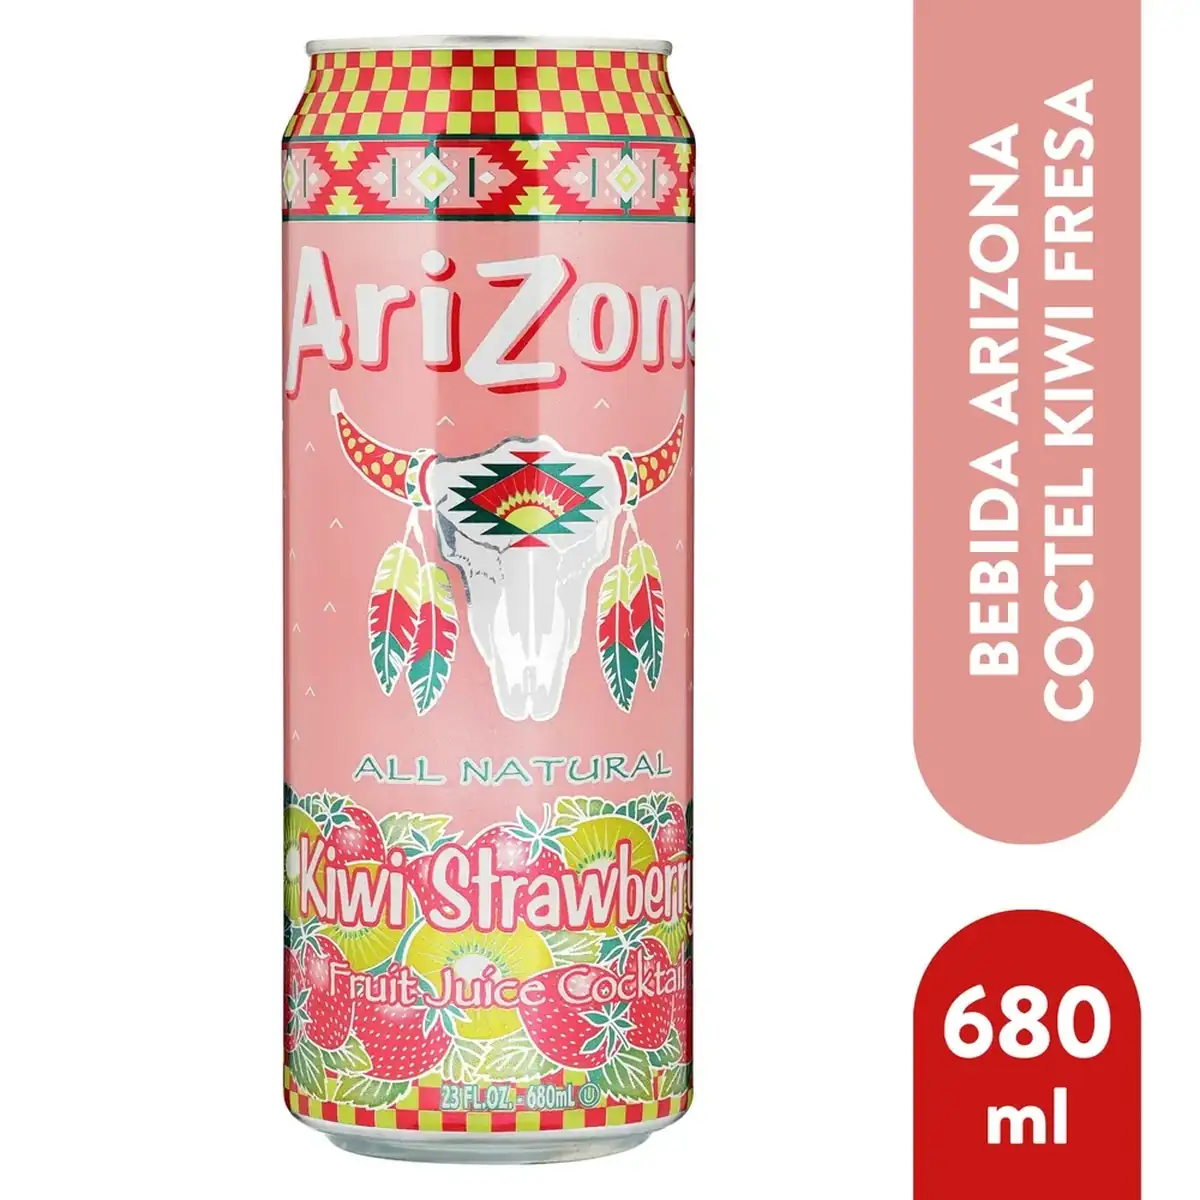 AriZona
ALL NATURAL
Kiwi Strawberry
Fruit Juice Cocktail
23 FL.OZ. - 680mL U
BEBIDA ARIZONA
COCTEL KIWI FRESA
680
ml